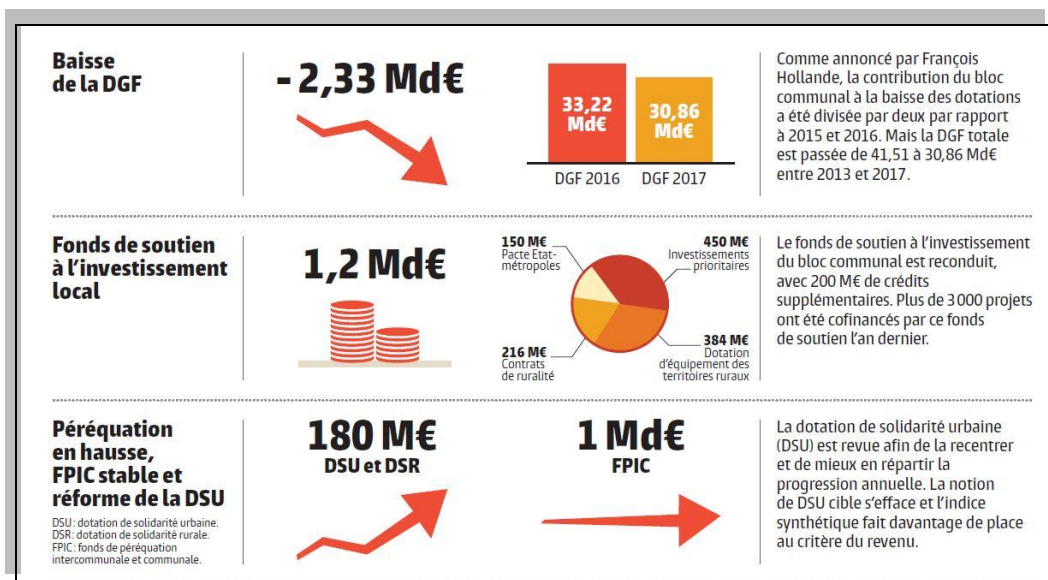 Baisse
de la DGF
- 2,33 Md€
33,22
Md€
30,86
Md€
DGF 2016
DGF 2017
Comme annoncé par François
Hollande, la contribution du bloc
communal à la baisse des dotations
a été divisée par deux par rapport
à 2015 et 2016. Mais la DGF totale
est passée de 41,51 à 30,86 Md€
entre 2013 et 2017.
Fonds de soutien
à l'investissement
local
1,2 Md€
150 M€
Pacte Etat-
métropoles
450 M€
Investissements
prioritaires
216 M€
Contrats
de ruralité
384 M€
Dotation
d'équipement des
territoires ruraux
Le fonds de soutien à l'investissement
du bloc communal est reconduit,
avec 200 M€ de crédits
supplémentaires. Plus de 3 000 projets
ont été cofinancés par ce fonds
de soutien l'an dernier.
Péréquation
en hausse,
FPIC stable et
réforme de la DSU
DSU : dotation de solidarité urbaine.
DSR : dotation de solidarité rurale.
FPIC : fonds de péréquation
intercommunale et communale.
180 M€
DSU et DSR
1 Md€
FPIC
La dotation de solidarité urbaine
(DSU) est revue afin de la recentrer
et de mieux en répartir la
progression annuelle. La notion
de DSU cible s'efface et l'indice
synthétique fait davantage de place
au critère du revenu.